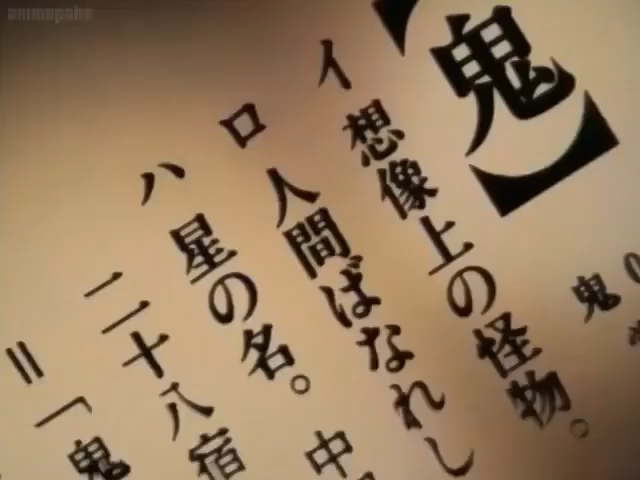 【鬼】
イ 想像上の怪物。
ロ 人間ばなれし
ハ 星の名。中
二十八宿
=「鬼
鬼